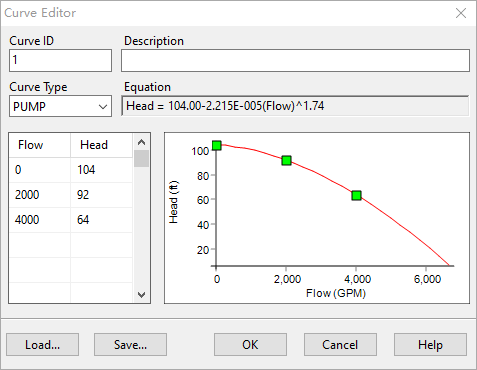 Curve Editor
Curve ID
Description
1
Curve Type
Equation
PUMP
Head = 104.00-2.215E-005(Flow)^1.74
Flow Head
0 104
2000 92
4000 64
100
80
60
40
20
Head (ft)
0 2,000 4,000 6,000
Flow (GPM)
Load... Save... OK Cancel Help